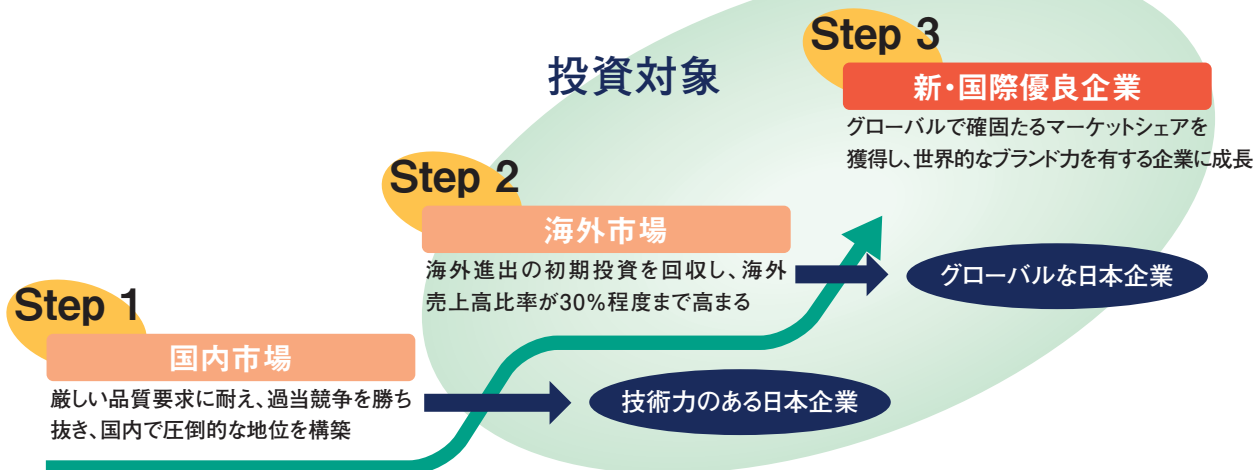 投資対象
Step 1
国内市場
厳しい品質要求に耐え、過当競争を勝ち
抜き、国内で圧倒的な地位を構築
技術力のある日本企業
Step 2
海外市場
海外進出の初期投資を回収し、海外
売上高比率が30%程度まで高まる
グローバルな日本企業
Step 3
新・国際優良企業
グローバルで確固たるマーケットシェアを
獲得し、世界的なブランド力を有する企業に成長